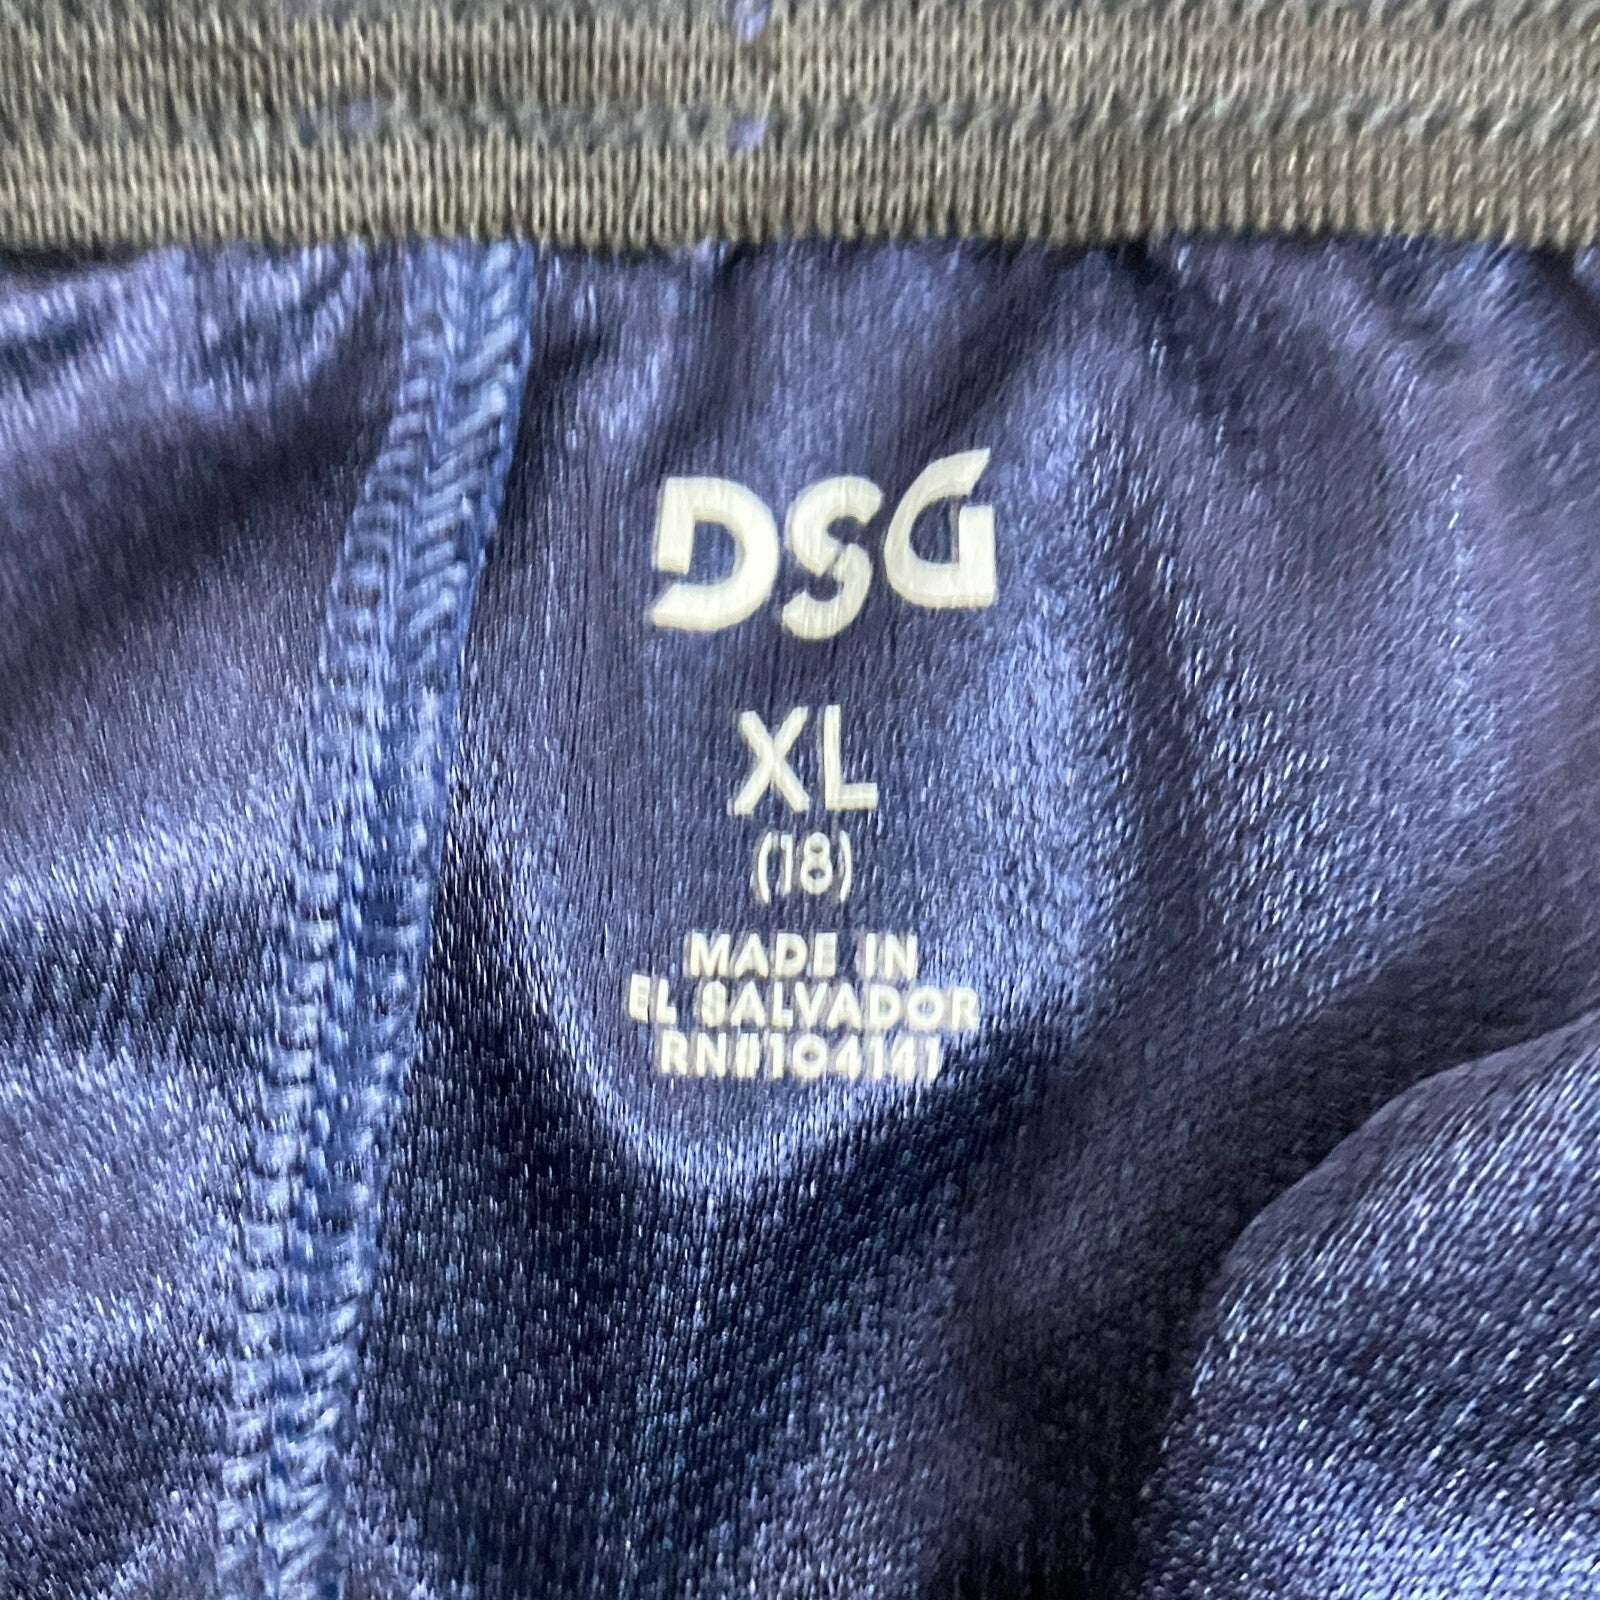 DSG
XL
(18)
MADE IN
EL SALVADOR
RN#104141